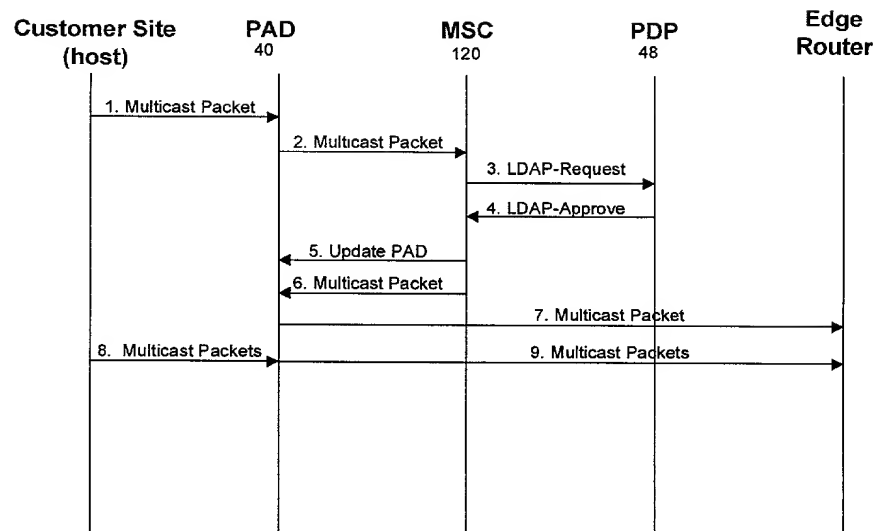 Customer Site
(host)
PAD
40
MSC
120
PDP
48
Edge
Router
1. Multicast Packet
2. Multicast Packet
3. LDAP-Request
4. LDAP-Approve
5. Update PAD
6. Multicast Packet
7. Multicast Packet
8. Multicast Packets
9. Multicast Packets